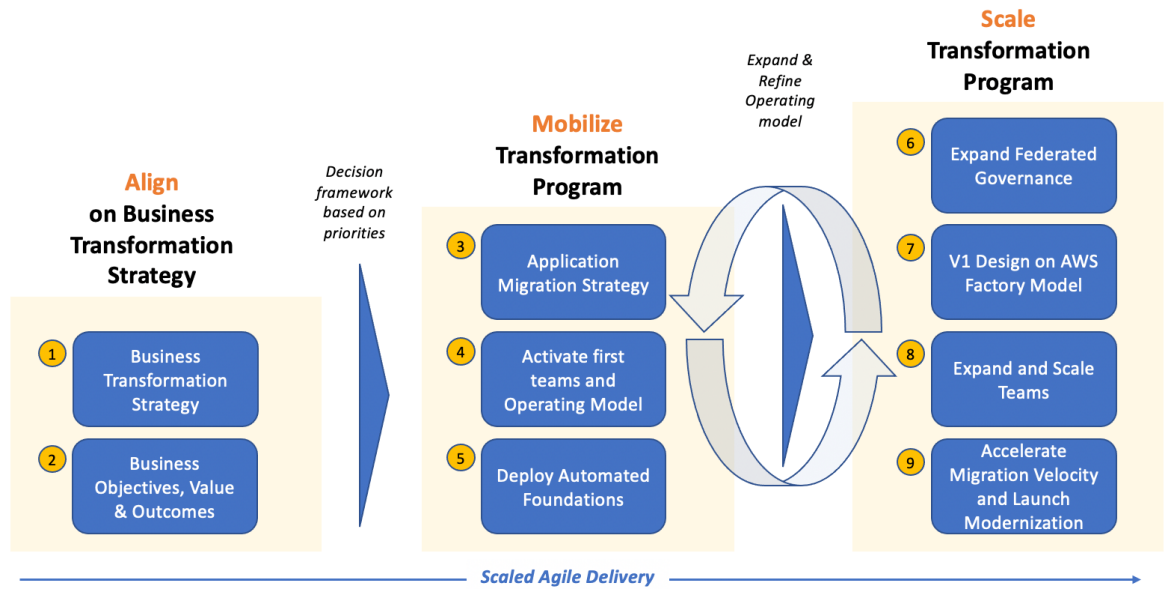 Align
on Business
Transformation
Strategy
1
Business
Transformation
Strategy
2
Business
Objectives, Value
& Outcomes
Decision
framework
based on
priorities
Mobilize
Transformation
Program
3
Application
Migration Strategy
4
Activate first
teams and
Operating Model
5
Deploy Automated
Foundations
Expand &
Refine
Operating
model
Scale
Transformation
Program
6
Expand Federated
Governance
7
V1 Design on AWS
Factory Model
8
Expand and Scale
Teams
9
Accelerate
Migration Velocity
and Launch
Modernization
Scaled Agile Delivery